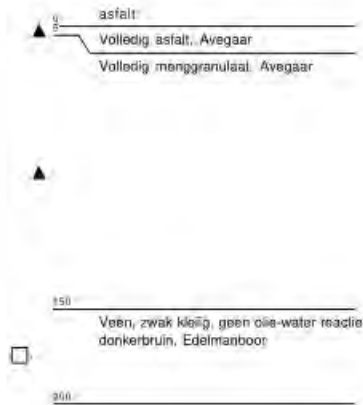 asfalt
Volledig asfalt, Avegaar
Volledig menggranulaat, Avegaar
150
Veen, zwak kleiig, geen olie-water reactie
donkerbruin, Edelmanboor
200